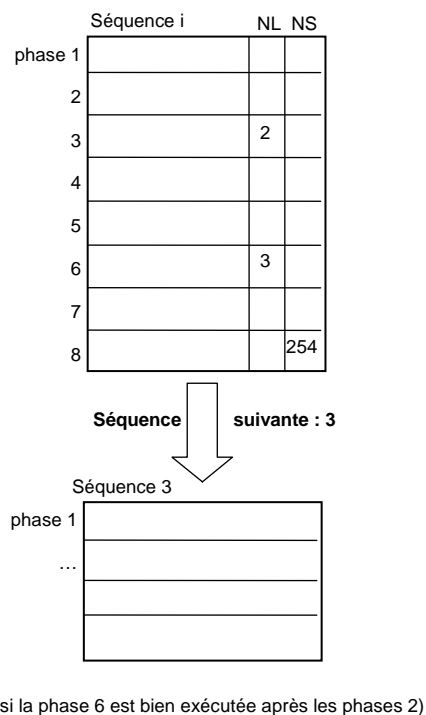 Séquence i NL NS
phase 1
2
3 2
4
5
6 3
7
8 254
Séquence suivante : 3
Séquence 3
phase 1
…
si la phase 6 est bien exécutée après les phases 2)